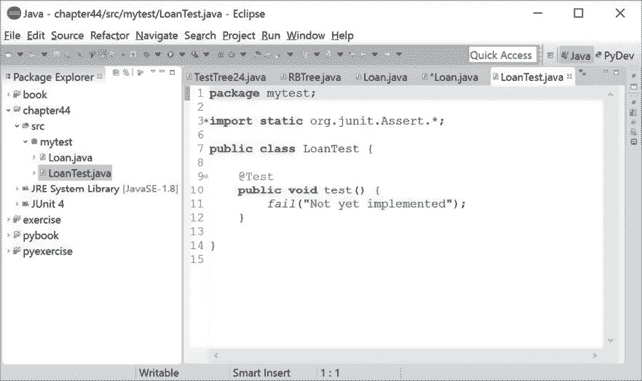 Java - chapter44/src/mytest/LoanTest.java - Eclipse
File Edit Source Refactor Navigate Search Project Run Window Help
Quick Access Java PyDev
Package Explorer
TestTree24.java RBTree.java Loan.java *Loan.java LoanTest.java
book
chapter44
src
mytest
Loan.java
LoanTest.java
JRE System Library [JavaSE-1.8]
JUnit 4
exercise
pybook
pyexercise
1 package mytest;
2
3 import static org.junit.Assert.*;
6
7 public class LoanTest {
8
9 @Test
10 public void test() {
11 fail("Not yet implemented");
12 }
13
14 }
15
Writable Smart Insert 1 : 1